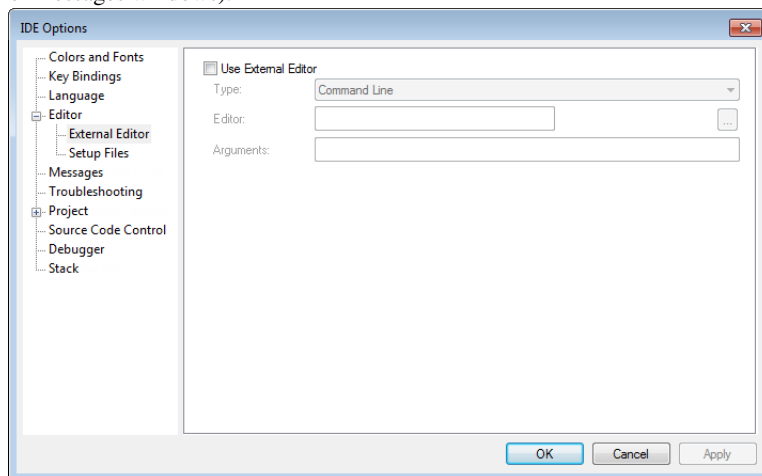 IDE Options
Colors and Fonts
Key Bindings
Language
Editor
External Editor
Setup Files
Messages
Troubleshooting
Project
Source Code Control
Debugger
Stack
Use External Editor
Type:
Command Line
Editor:
...
Arguments:
OK
Cancel
Apply